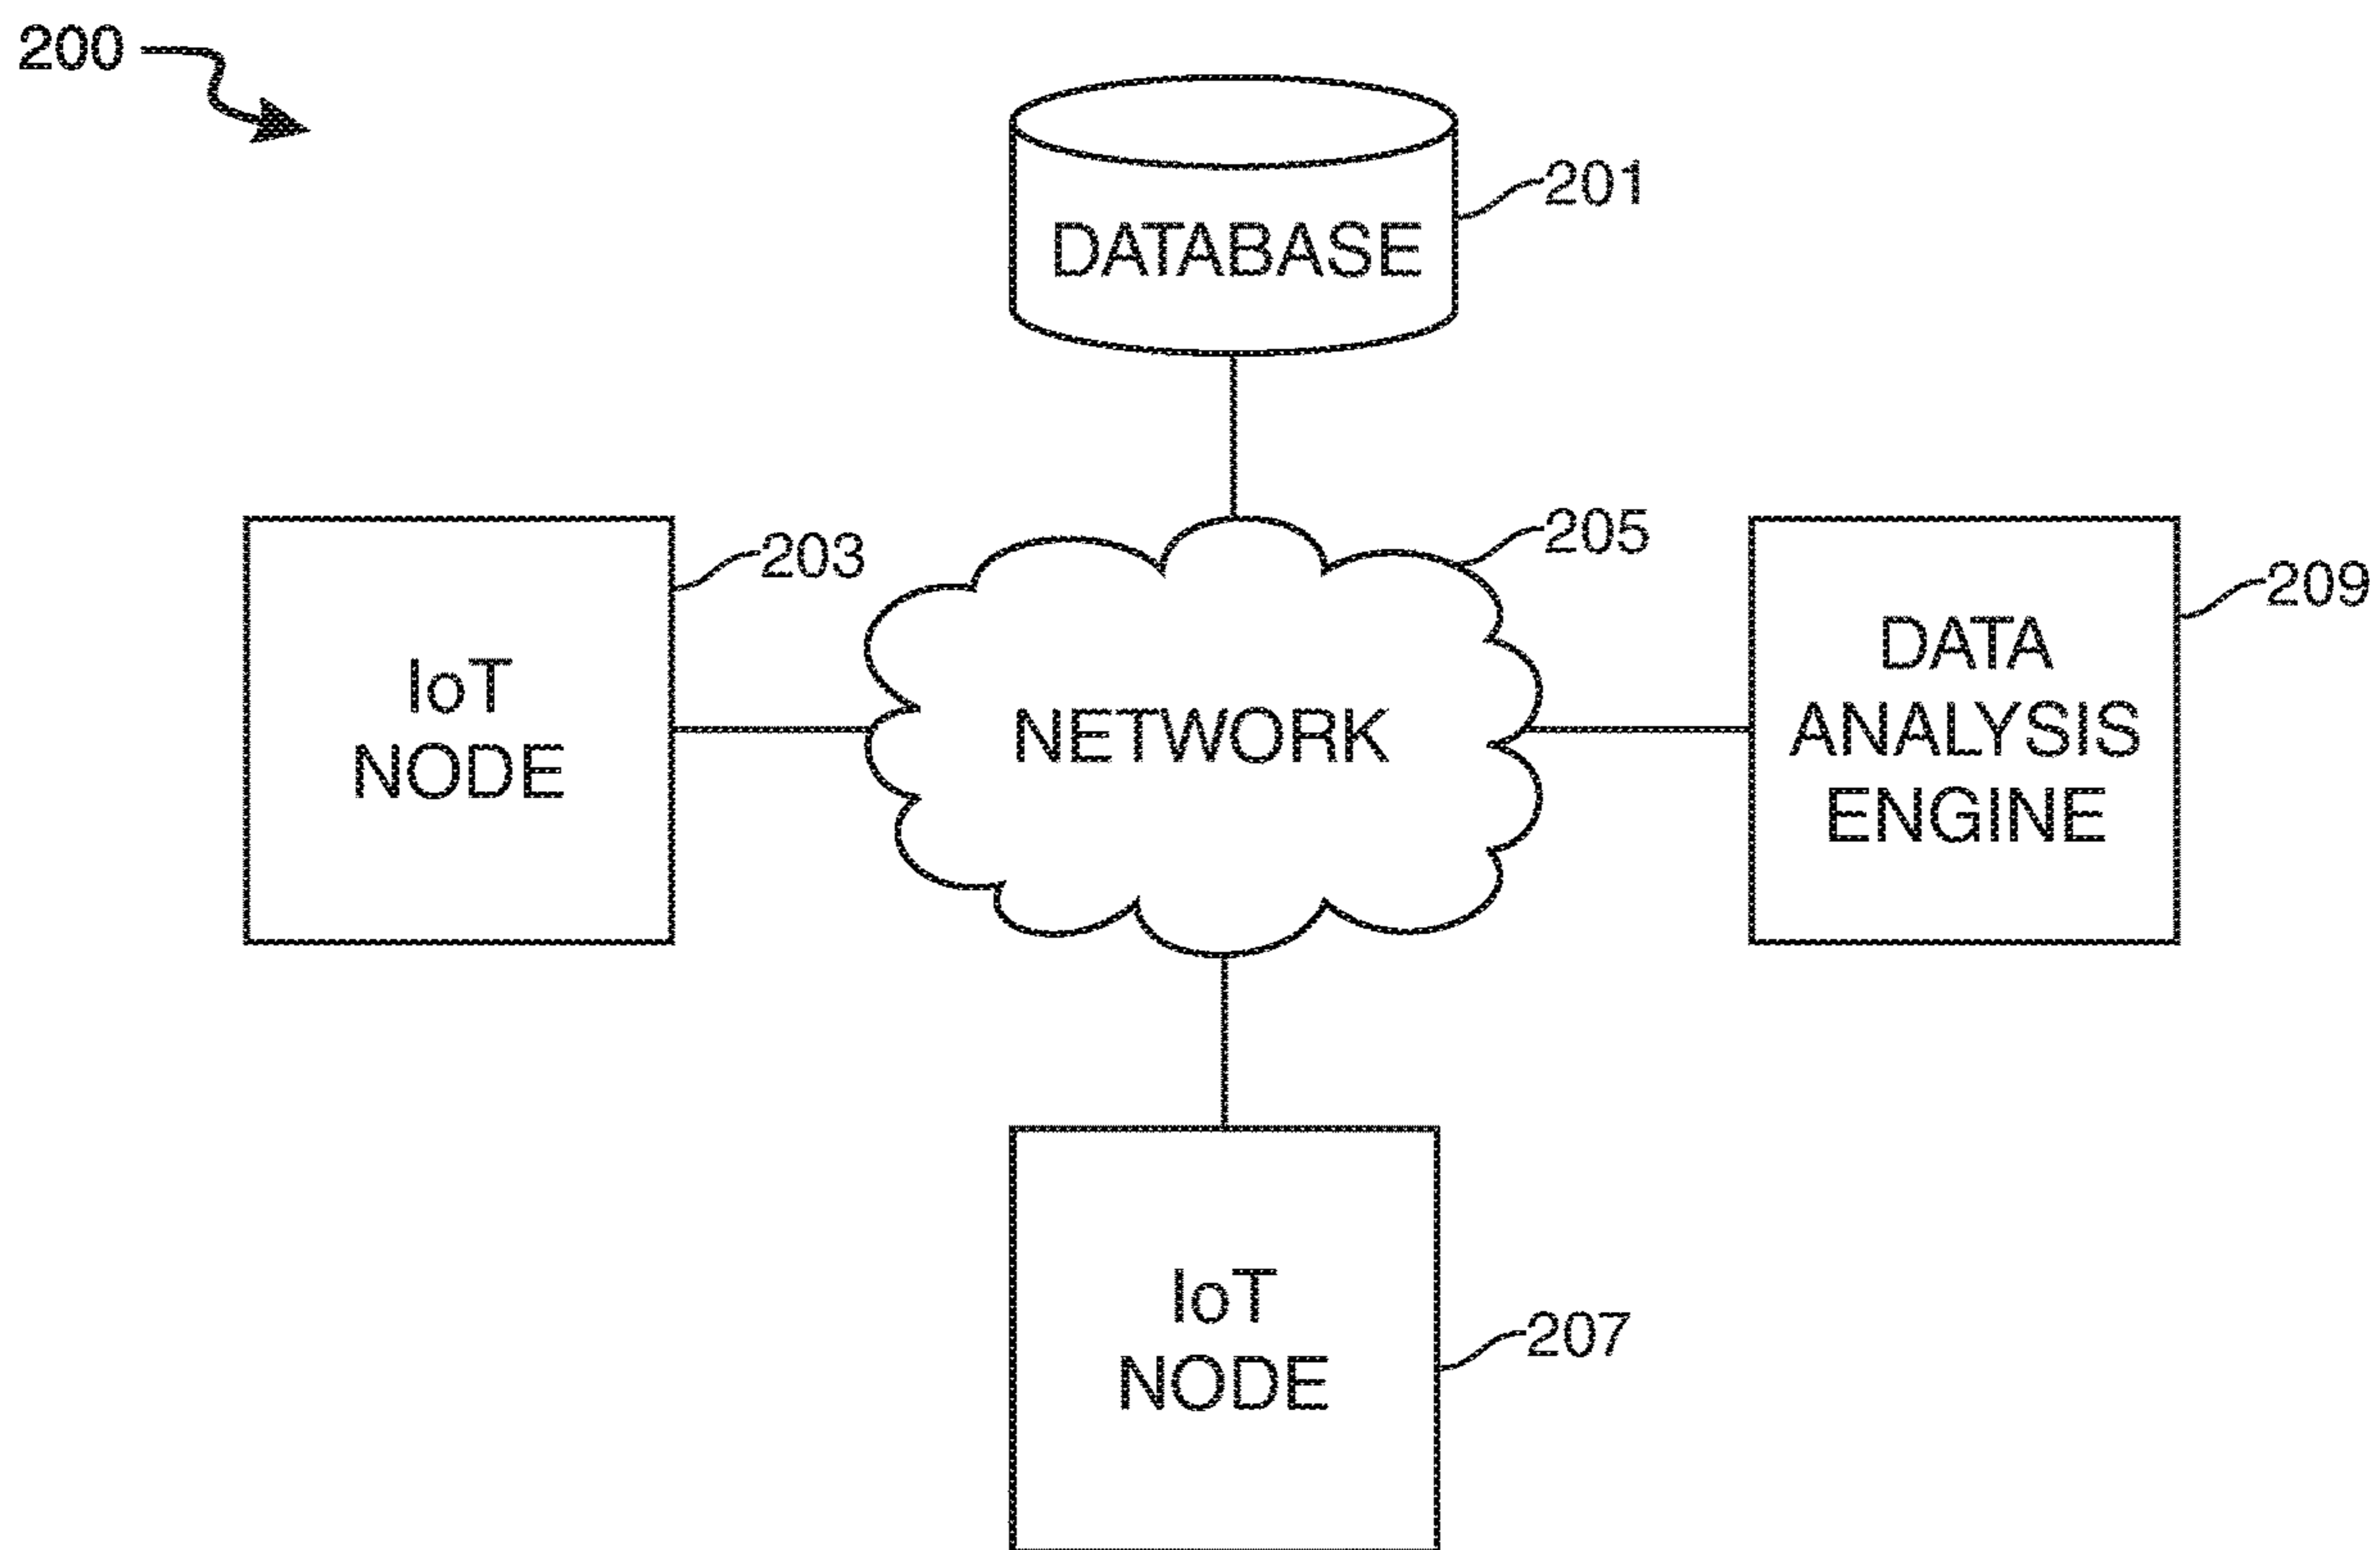 200
201
DATABASE
205
203
209
DATA
IoT
ANALYSIS
NETWORK
NODE
ENGINE
IoT
207
NODE